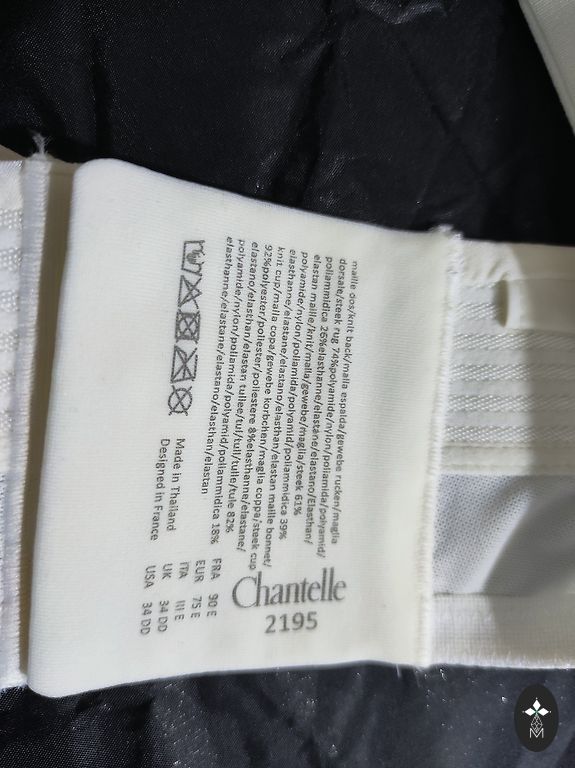 maille dos/knit back/malla espalda/gewebe rucken/maglia
dorsale/steek rug 74%polyamide/nylon/poliamida/polyamid/
poliammidica 26%elasthanne/elastane/elastano/Elasthan/
elastan maille/knit/malla/gewebe/maglia/steek 61%
polyamide/nylon/poliamida/polyamid/poliammidica 39%
elasthanne/elastane/elastano/elasthan/elastan maille bonnet/
knit cup/malla copa/gewebe korbchen/maglia coppa/steek cup
92%polyester/poliester/poliestere 8%elasthanne/elastane/
elastano/elasthan/elastan tullee/tul/tull/tulle/tule 82%
polyamide/nylon/poliamida/polyamid/poliammidica 18%
elasthanne/elastane/elastano/elasthan/elastan
Made in Thailand
Designed in France
Chantelle
2195
FRA 90 E
EUR 75 E
ITA III E
UK 34 DD
USA 34 DD
M